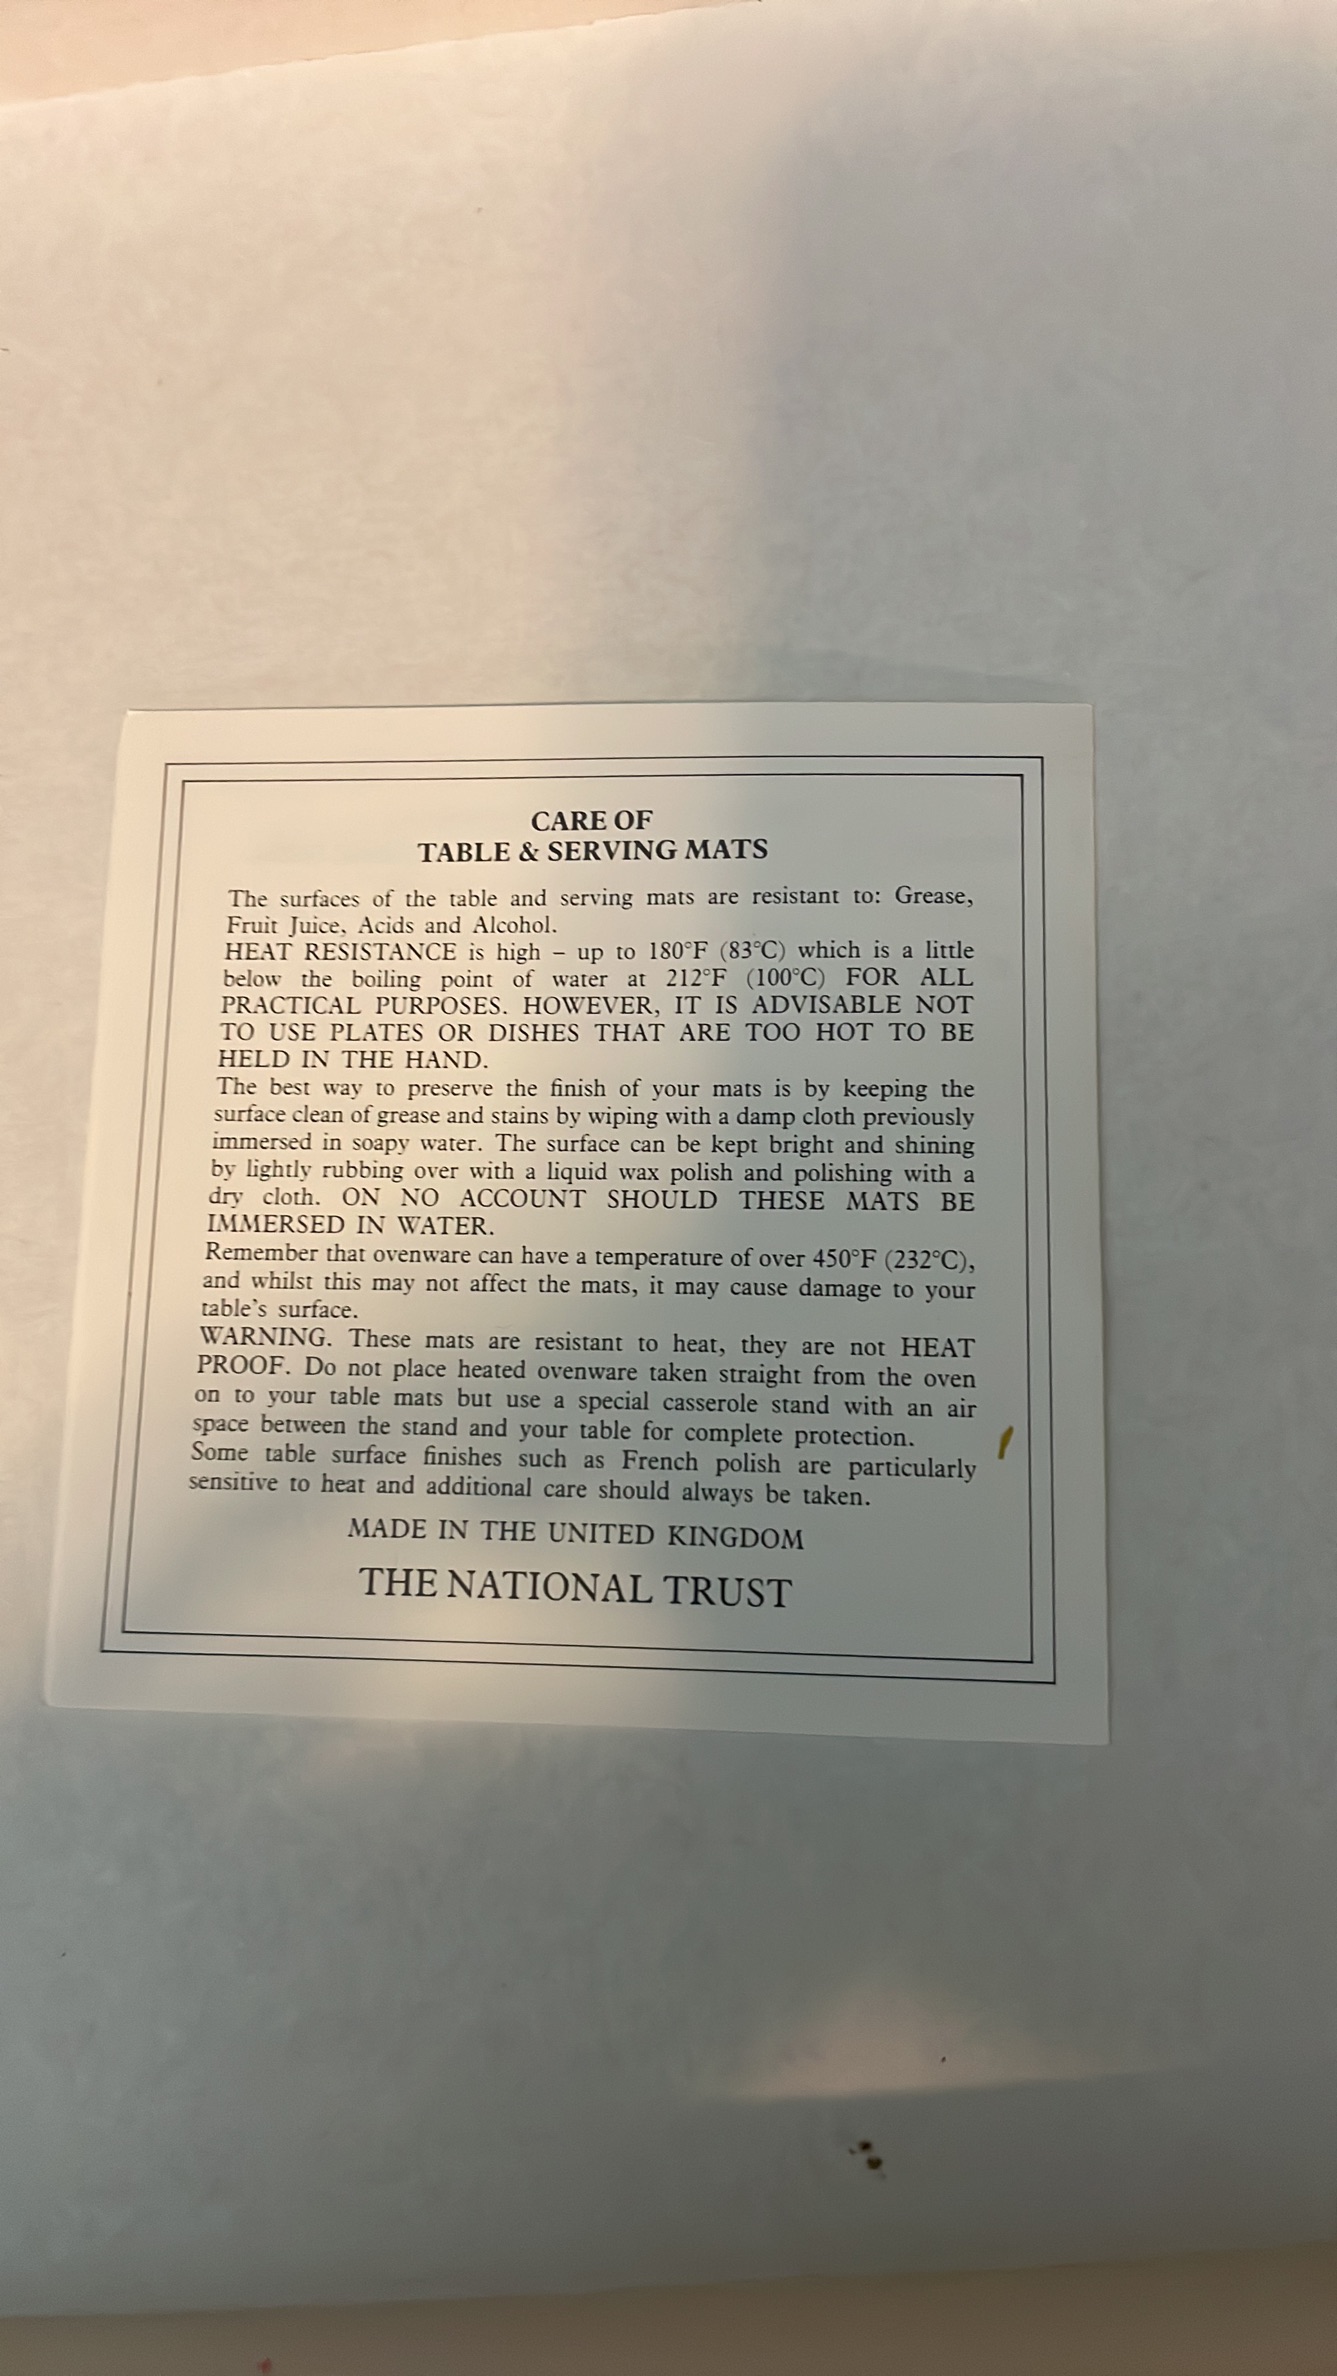 CARE OF
TABLE & SERVING MATS
The surfaces of the table and serving mats are resistant to: Grease,
Fruit Juice, Acids and Alcohol.
HEAT RESISTANCE is high – up to 180°F (83°C) which is a little
below the boiling point of water at 212°F (100°C) FOR ALL
PRACTICAL PURPOSES. HOWEVER, IT IS ADVISABLE NOT
TO USE PLATES OR DISHES THAT ARE TOO HOT TO BE
HELD IN THE HAND.
The best way to preserve the finish of your mats is by keeping the
surface clean of grease and stains by wiping with a damp cloth previously
immersed in soapy water. The surface can be kept bright and shining
by lightly rubbing over with a liquid wax polish and polishing with a
dry cloth. ON NO ACCOUNT SHOULD THESE MATS BE
IMMERSED IN WATER.
Remember that ovenware can have a temperature of over 450°F (232°C),
and whilst this may not affect the mats, it may cause damage to your
table's surface.
WARNING. These mats are resistant to heat, they are not HEAT
PROOF. Do not place heated ovenware taken straight from the oven
on to your table mats but use a special casserole stand with an air
space between the stand and your table for complete protection.
Some table surface finishes such as French polish are particularly
sensitive to heat and additional care should always be taken.
MADE IN THE UNITED KINGDOM
THE NATIONAL TRUST